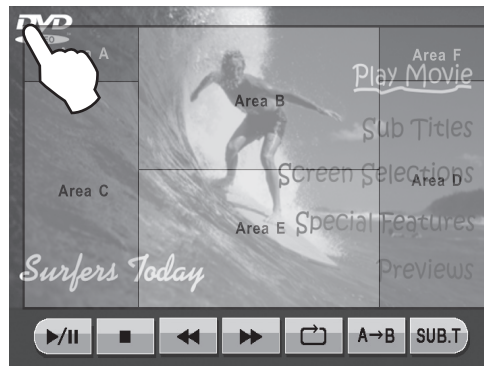 DVD
Area A
Area F
Play Movie
Area B
Sub Titles
Screen Selections
Area C
Area D
Area E
Special Features
Surfers Today
Previews
A→B
SUB.T